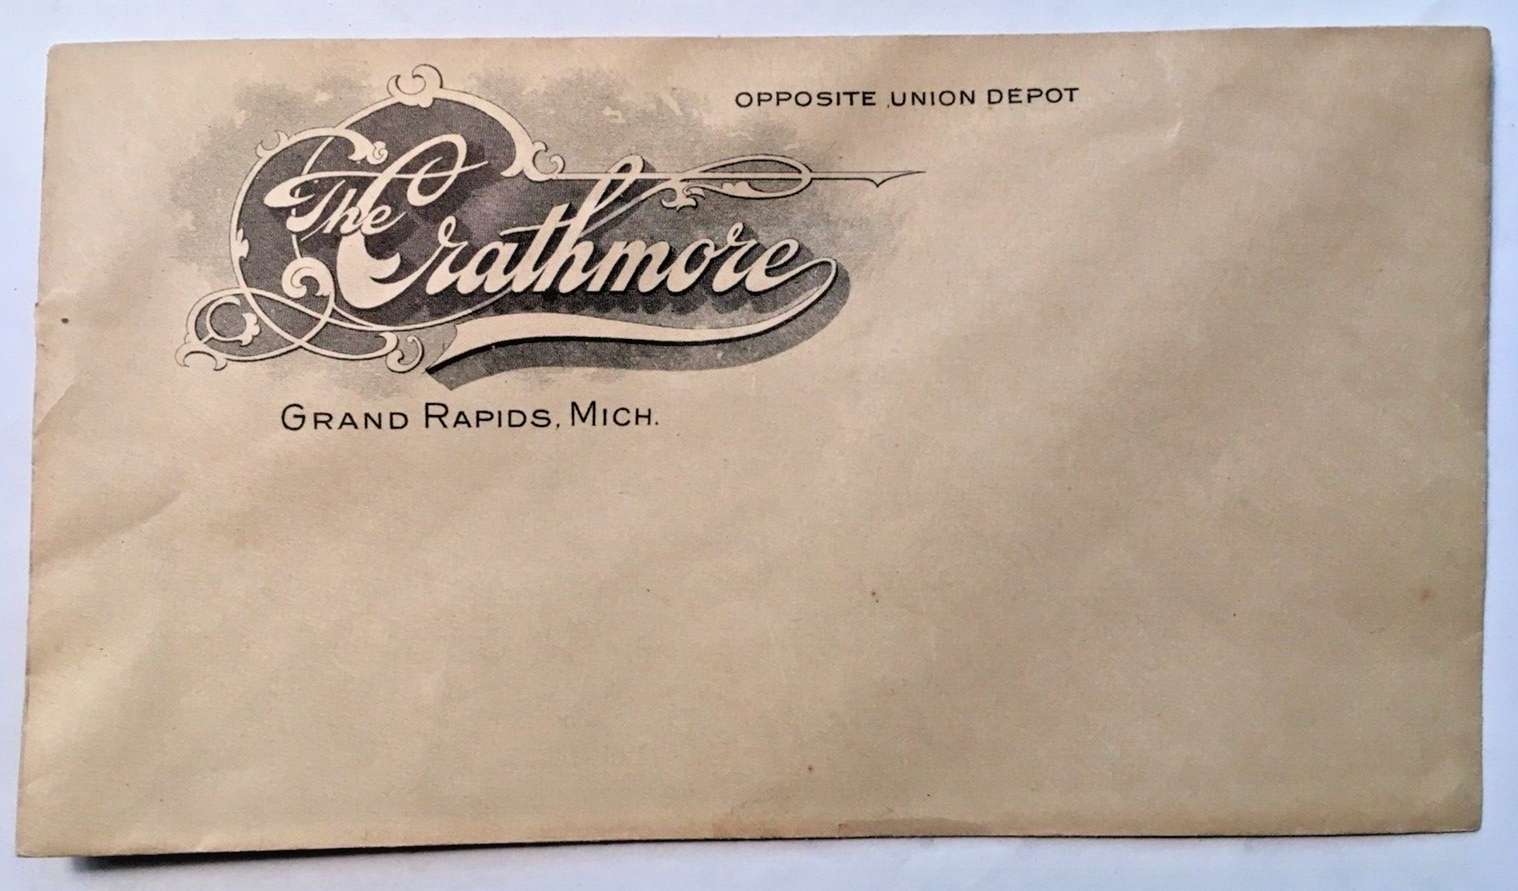 OPPOSITE UNION DEPOT
The Crathmore
GRAND RAPIDS, MICH.